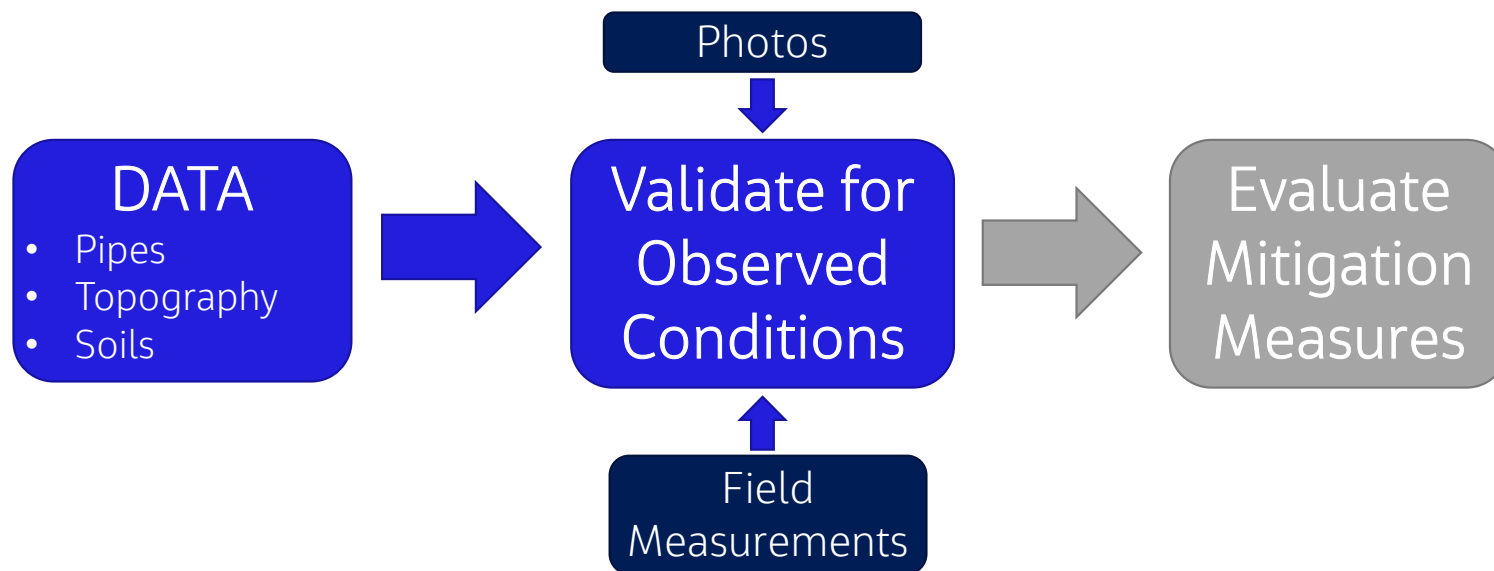 Photos
DATA
• Pipes
• Topography
• Soils
Validate for
Observed
Conditions
Evaluate
Mitigation
Measures
Field
Measurements